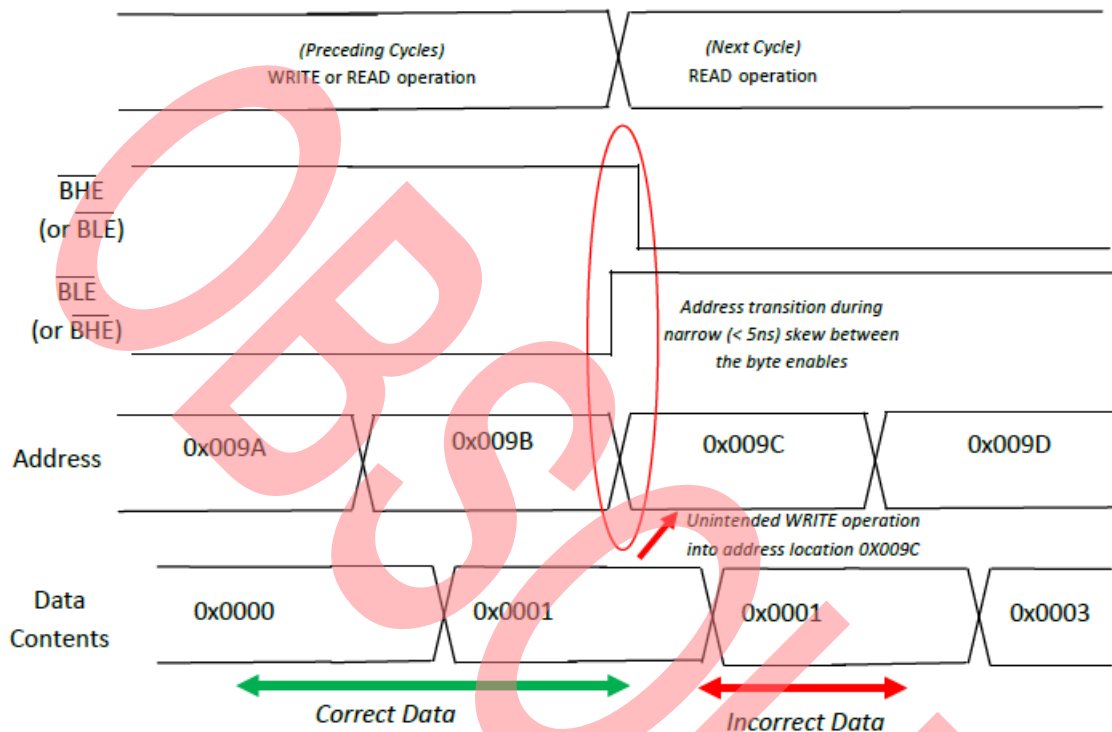 (Preceding Cycles)
WRITE or READ operation
(Next Cycle)
READ operation
BHE
(or BLE)
BLE
(or BHE)
Address transition during
narrow (< 5ns) skew between
the byte enables
Address
0x009A
0x009B
0x009C
0x009D
Unintended WRITE operation
into address location 0X009C
Data
Contents
0x0000
0x0001
0x0001
0x0003
Correct Data
Incorrect Data
OBSOL